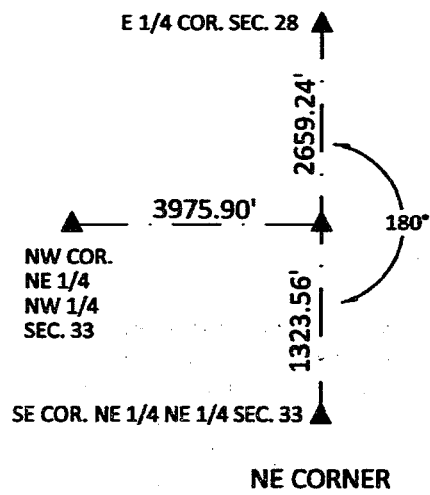 E 1/4 COR. SEC. 28
2659.24'
3975.90'
180°
NW COR.
NE 1/4
NW 1/4
SEC. 33
1323.56'
SE COR. NE 1/4 NE 1/4 SEC. 33
NE CORNER